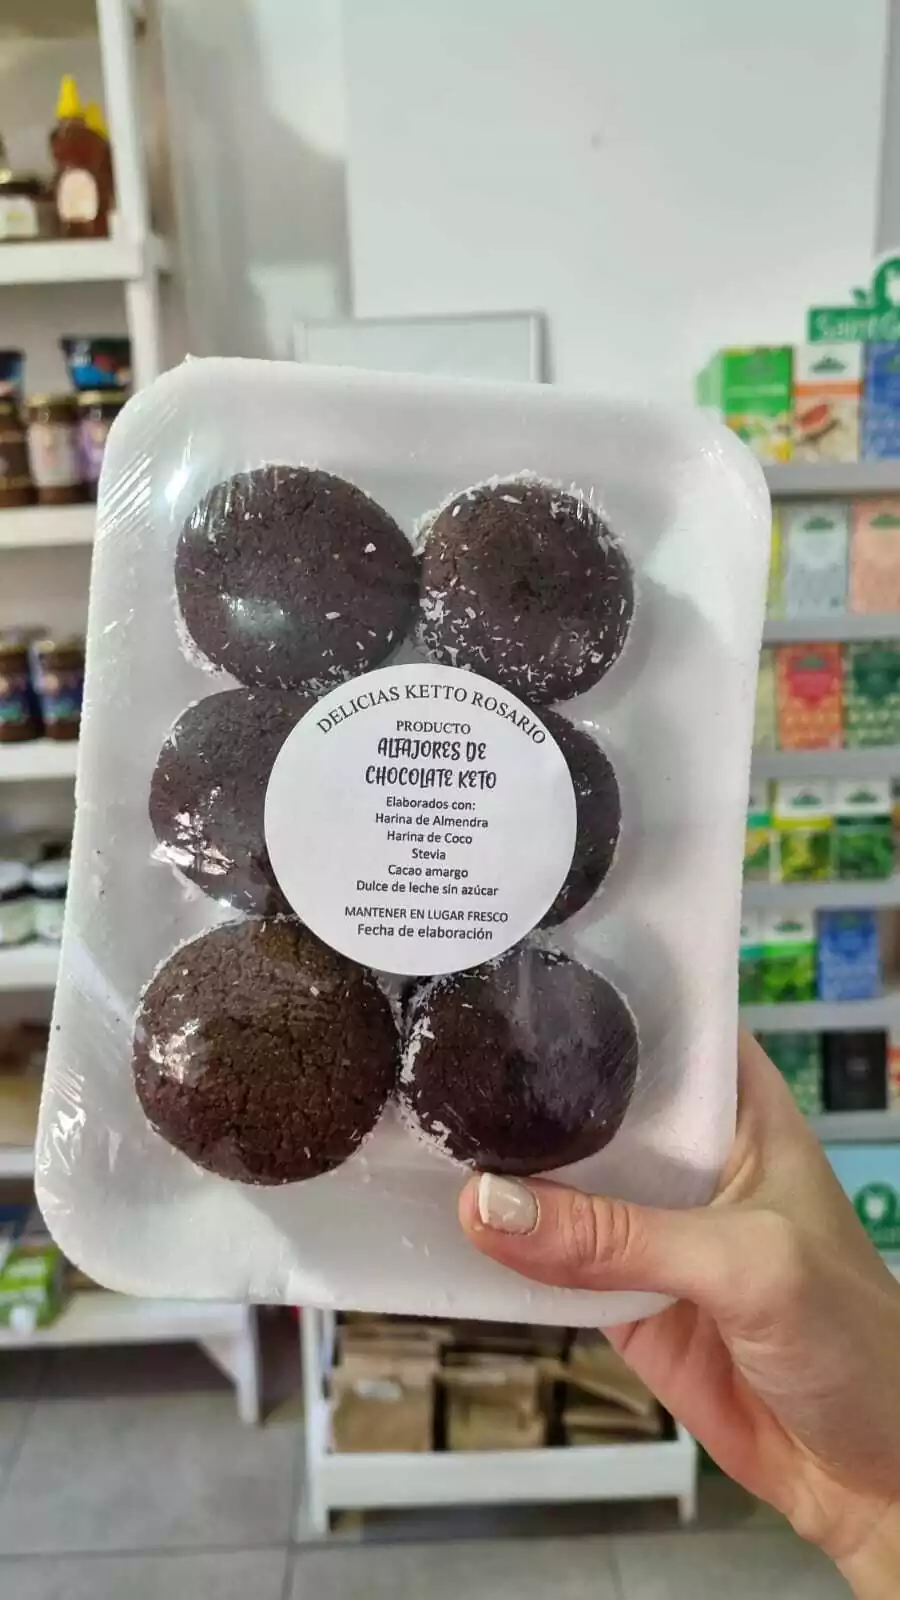 DELICIAS KETTO ROSARIO
PRODUCTO
ALFAJORES DE
CHOCOLATE KETO
Elaborados con:
Harina de Almendra
Harina de Coco
Stevia
Cacao amargo
Dulce de leche sin azúcar
MANTENER EN LUGAR FRESCO
Fecha de elaboración